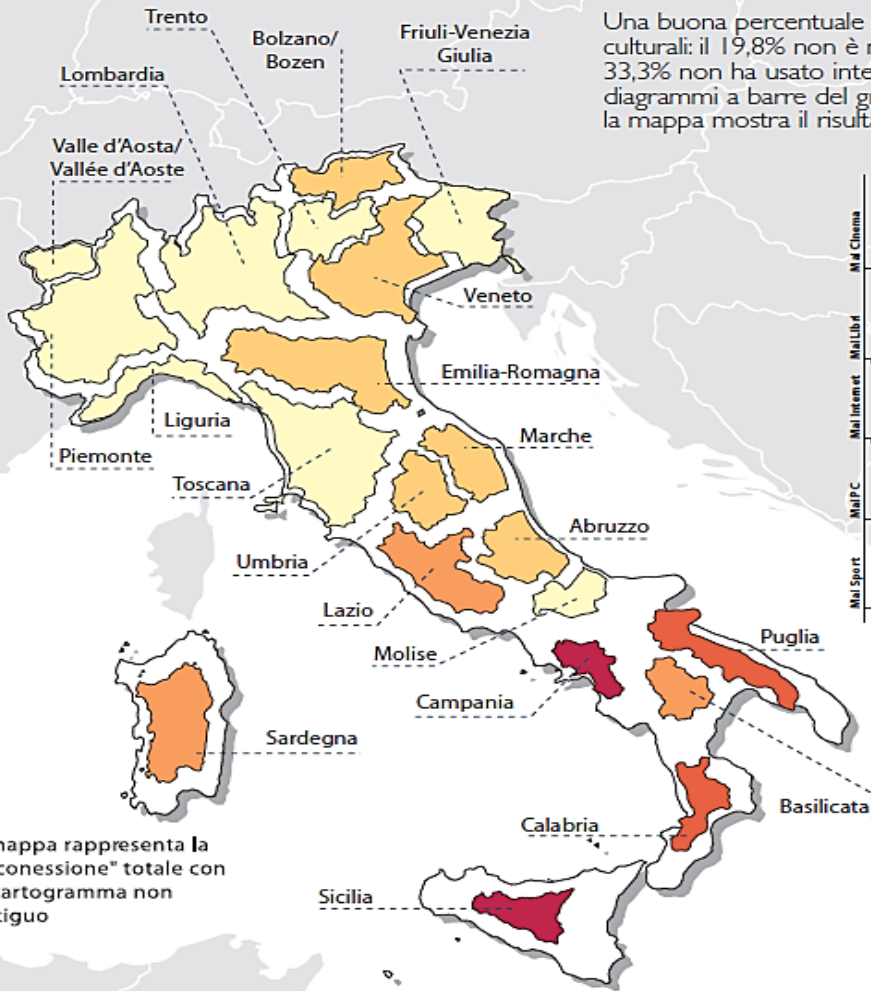 Trento
Bolzano/
Bozen
Friuli-Venezia
Giulia
Lombardia
Valle d'Aosta/
Vallée d'Aoste
Una buona percentuale
culturali: il 19,8% non è
33,3% non ha usato inte
diagrammi a barre del
la mappa mostra il
Veneto
Emilia-Romagna
Liguria
Piemonte
Toscana
Marche
Umbria
Abruzzo
Lazio
Molise
Campania
Puglia
Sardegna
Basilicata
Calabria
Sicilia
Mai Cinema
Mai Libri
Mai Internet
Mai PC
Mai Sport
mappa rappresenta la
conessione" totale con
cartogramma non
tiguo